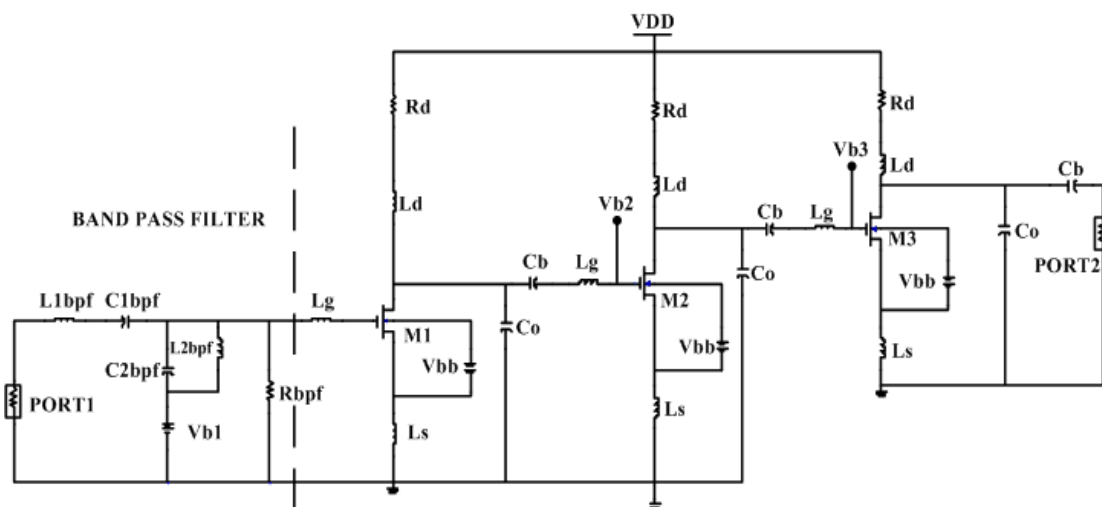 VDD
Rd
Rd
Rd
Vb3
Ld
Cb
Vb2
Ld
BAND PASS FILTER
Ld
Cb
Lg
M3
Co
PORT2
Cb
Lg
M2
Co
Vbb
L1bpf
C1bpf
Lg
M1
Co
L2bpf
C2bpf
Vbb
Vbb
Ls
PORT1
Rbpf
Vb1
Ls
Ls